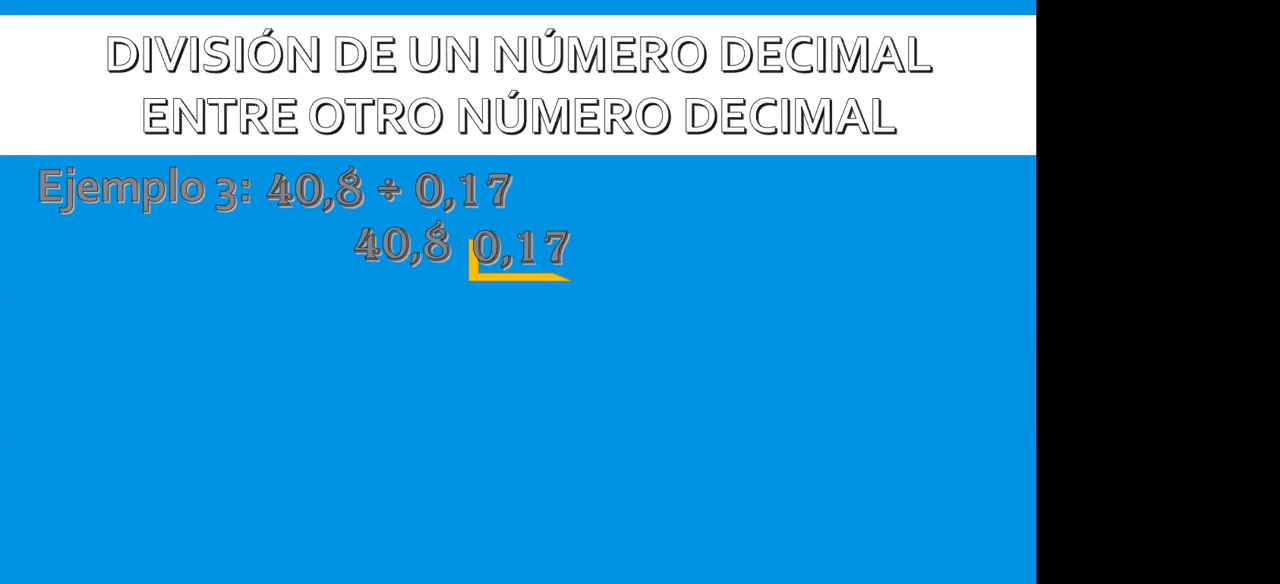 DIVISIÓN DE UN NÚMERO DECIMAL
ENTRE OTRO NÚMERO DECIMAL
Ejemplo 3: 40,8 ÷ 0,17
40,8 0,17